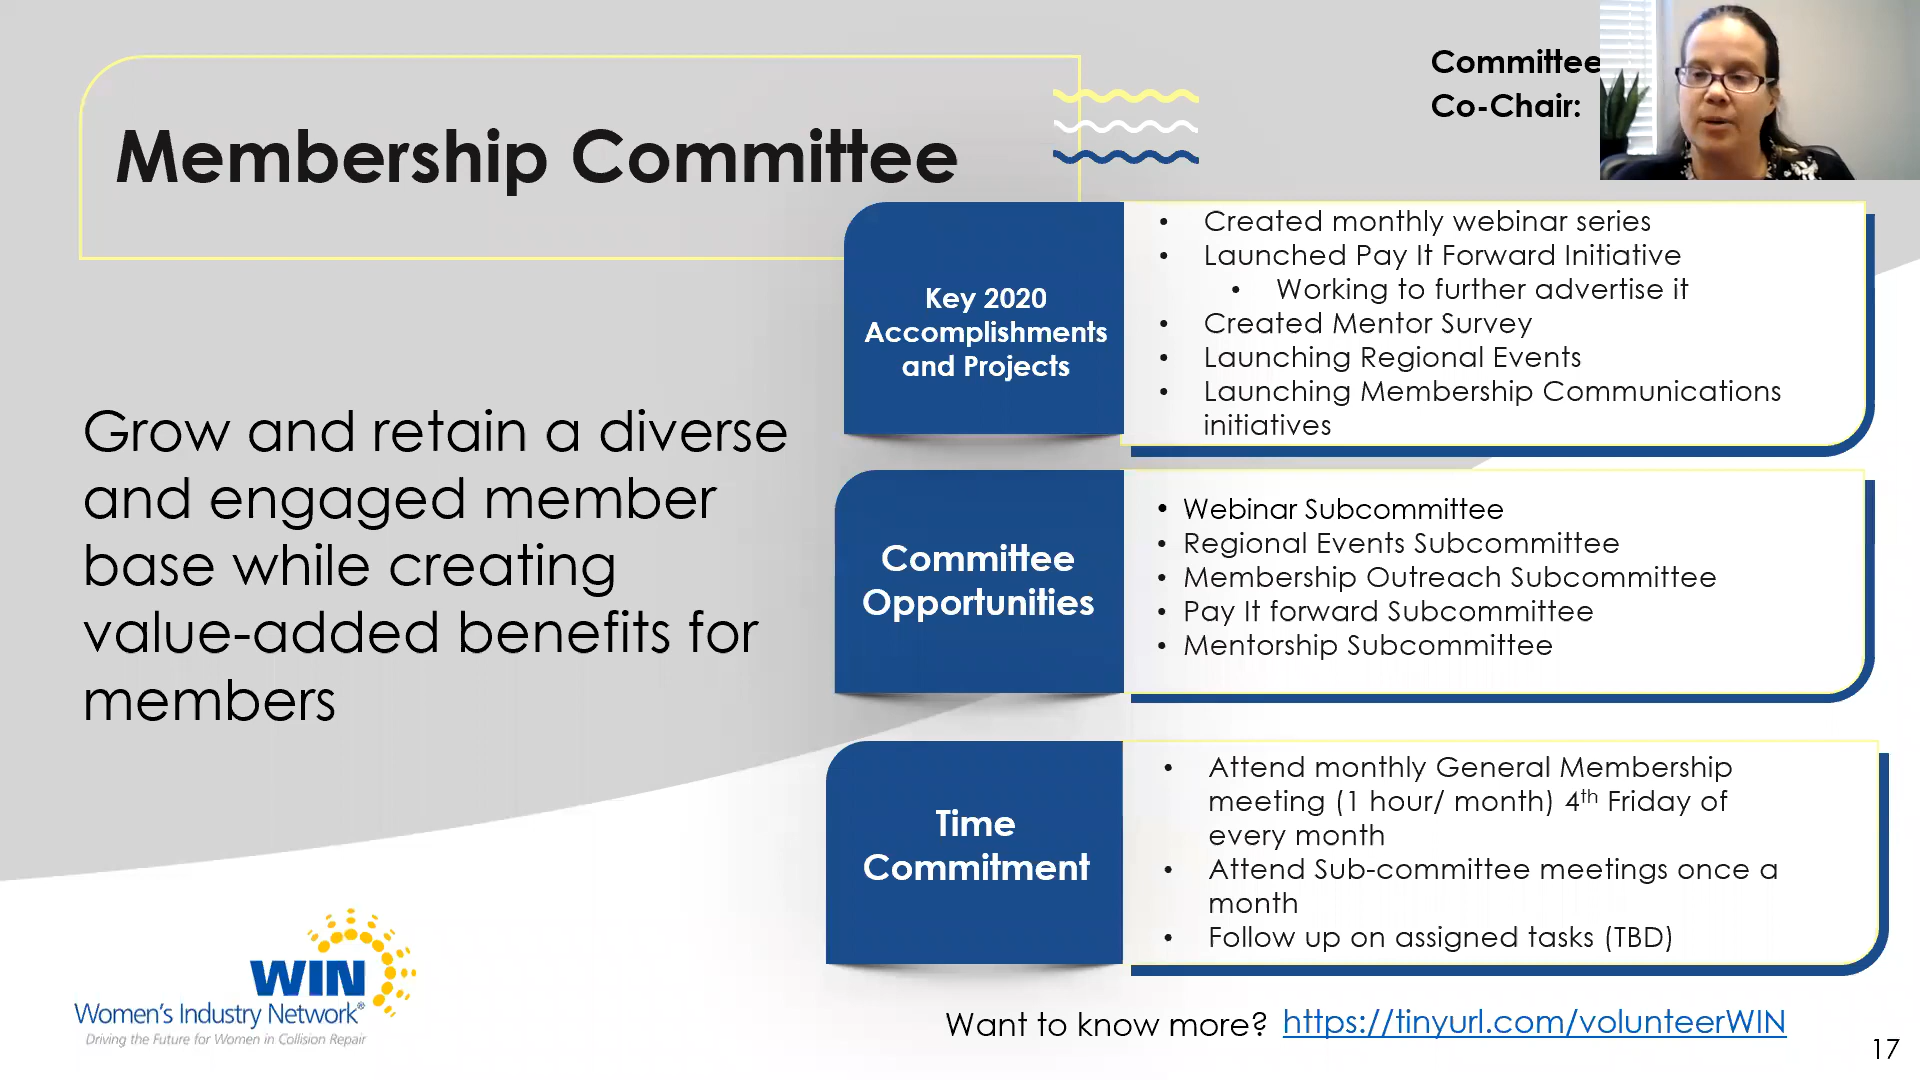 Committee
Co-Chair:
Membership Committee
Grow and retain a diverse
and engaged member
base while creating
value-added benefits for
members
Key 2020
Accomplishments
and Projects
• Created monthly webinar series
• Launched Pay It Forward Initiative
• Working to further advertise it
• Created Mentor Survey
• Launching Regional Events
• Launching Membership Communications
initiatives
Committee
Opportunities
• Webinar Subcommittee
• Regional Events Subcommittee
• Membership Outreach Subcommittee
• Pay It forward Subcommittee
• Mentorship Subcommittee
Time
Commitment
• Attend monthly General Membership
meeting (1 hour/ month) 4th Friday of
every month
• Attend Sub-committee meetings once a
month
• Follow up on assigned tasks (TBD)
WIN
Women's Industry Network®
Driving the Future for Women in Collision Repair
Want to know more? https://tinyurl.com/volunteerWIN
17